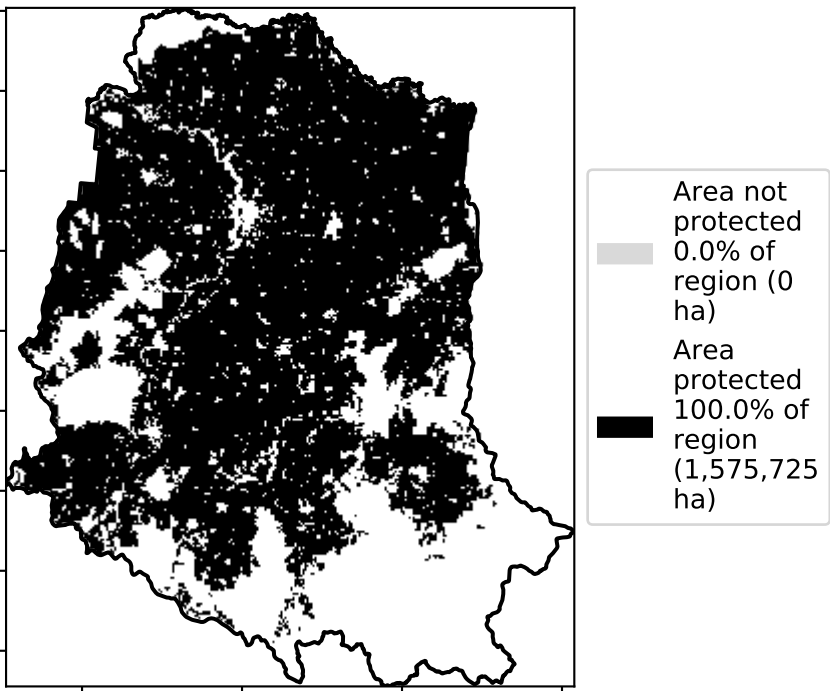 Area not
protected
0.0% of
region (0
ha)
Area
protected
100.0% of
region
(1,575,725
ha)